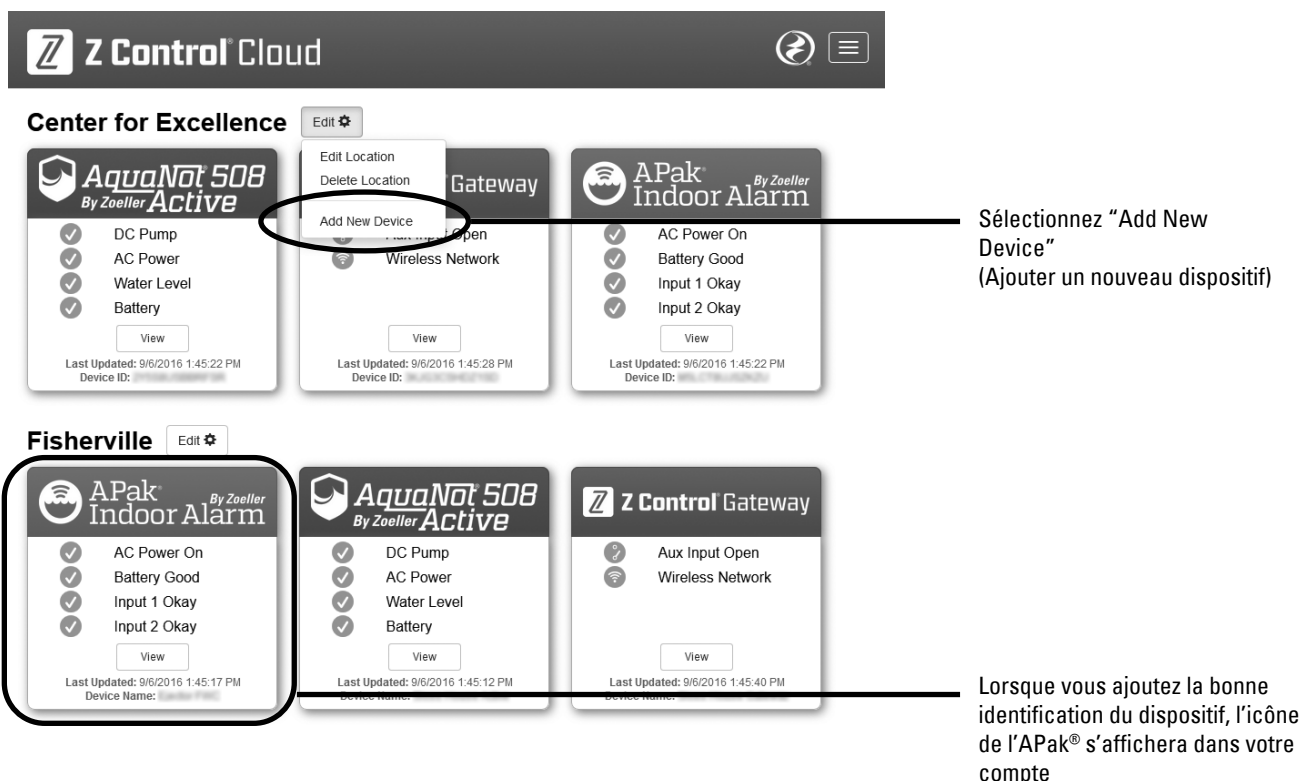 Z Control® Cloud
Center for Excellence Edit
Edit Location
Delete Location
Add New Device
AquaNot® 508
By Zoeller Active
DC Pump
AC Power
Water Level
Battery
View
Last Updated: 9/6/2016 1:45:22 PM
Device ID:
Gateway
Aux Input Open
Wireless Network
View
Last Updated: 9/6/2016 1:45:28 PM
Device ID:
APak® By Zoeller
Indoor Alarm
AC Power On
Battery Good
Input 1 Okay
Input 2 Okay
View
Last Updated: 9/6/2016 1:45:22 PM
Device ID:
Sélectionnez “Add New
Device”
(Ajouter un nouveau dispositif)
Fisherville Edit
APak® By Zoeller
Indoor Alarm
AC Power On
Battery Good
Input 1 Okay
Input 2 Okay
View
Last Updated: 9/6/2016 1:45:17 PM
Device Name:
AquaNot® 508
By Zoeller Active
DC Pump
AC Power
Water Level
Battery
View
Last Updated: 9/6/2016 1:45:12 PM
Device Name:
Z Control® Gateway
Aux Input Open
Wireless Network
View
Last Updated: 9/6/2016 1:45:40 PM
Device Name:
Lorsque vous ajoutez la bonne
identification du dispositif, l’icône
de l’APak® s’affichera dans votre
compte